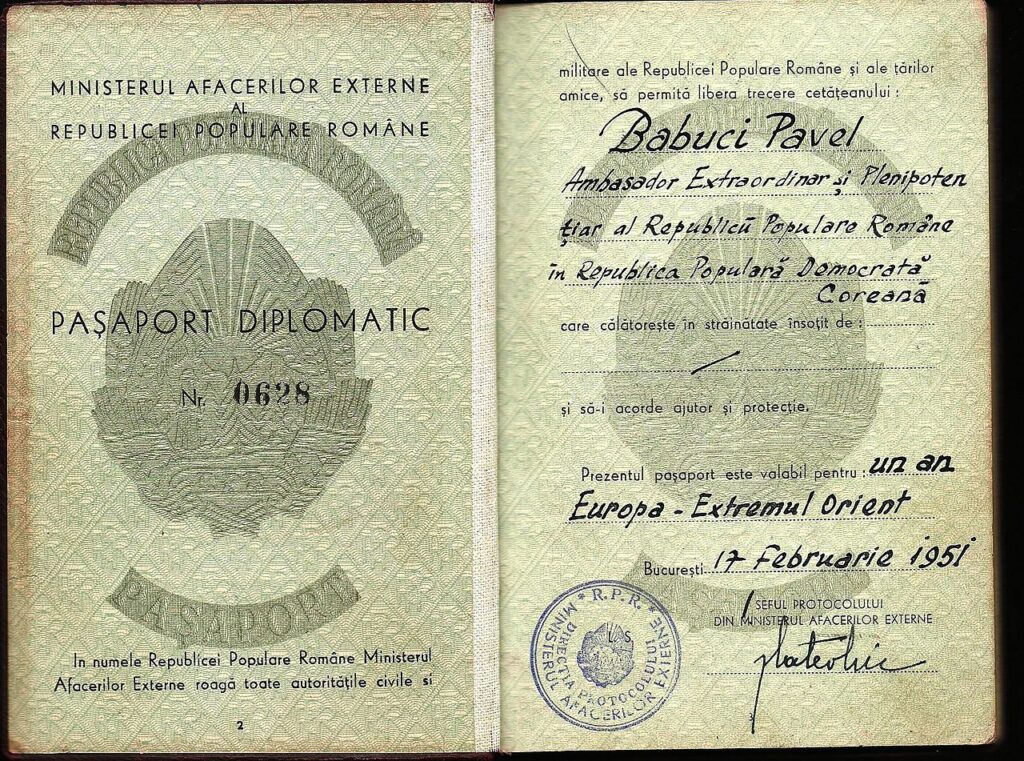 MINISTERUL AFACERILOR EXTERNE
AL
REPUBLICEI POPULARE ROMÂNE
REPUBLICA POPULARĂ ROMÎNĂ
PAȘAPORT DIPLOMATIC
Nr. 0628
PAȘAPORT
In numele Republicei Populare Române Ministerul
Afacerilor Externe roagă toate autoritățile civile si
2
militare ale Republicei Populare Române și ale țărilor
amice, să permită libera trecere cetățeanului :
Babuci Pavel
Ambasador Extraordinar și Plenipoten
țiar al Republicii Populare Române
în Republica Populară Democrată
Coreană
care călătorește în străinătate însoțit de :
și să-i acorde ajutor și protecție.
Prezentul pașaport este valabil pentru : un an
Europa - Extremul Orient
București 17 Februarie 1951
ȘEFUL PROTOCOLULUI
DIN MINISTERUL AFACERILOR EXTERNE
* R.P.R. *
MINISTERUL AFACERILOR EXTERNE
DIRECȚIA PROTOCOLULUI
L S